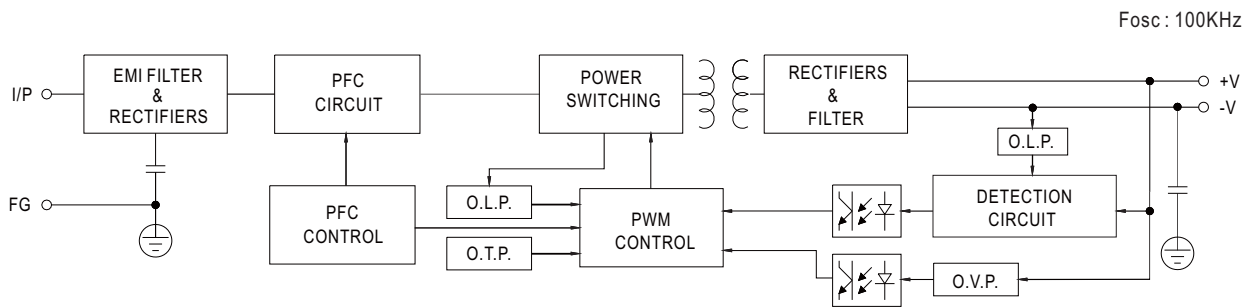 Fosc : 100KHz
I/P
EMI FILTER
&
RECTIFIERS
PFC
CIRCUIT
POWER
SWITCHING
RECTIFIERS
&
FILTER
+V
-V
O.L.P.
DETECTION
CIRCUIT
FG
PFC
CONTROL
O.L.P.
O.T.P.
PWM
CONTROL
O.V.P.